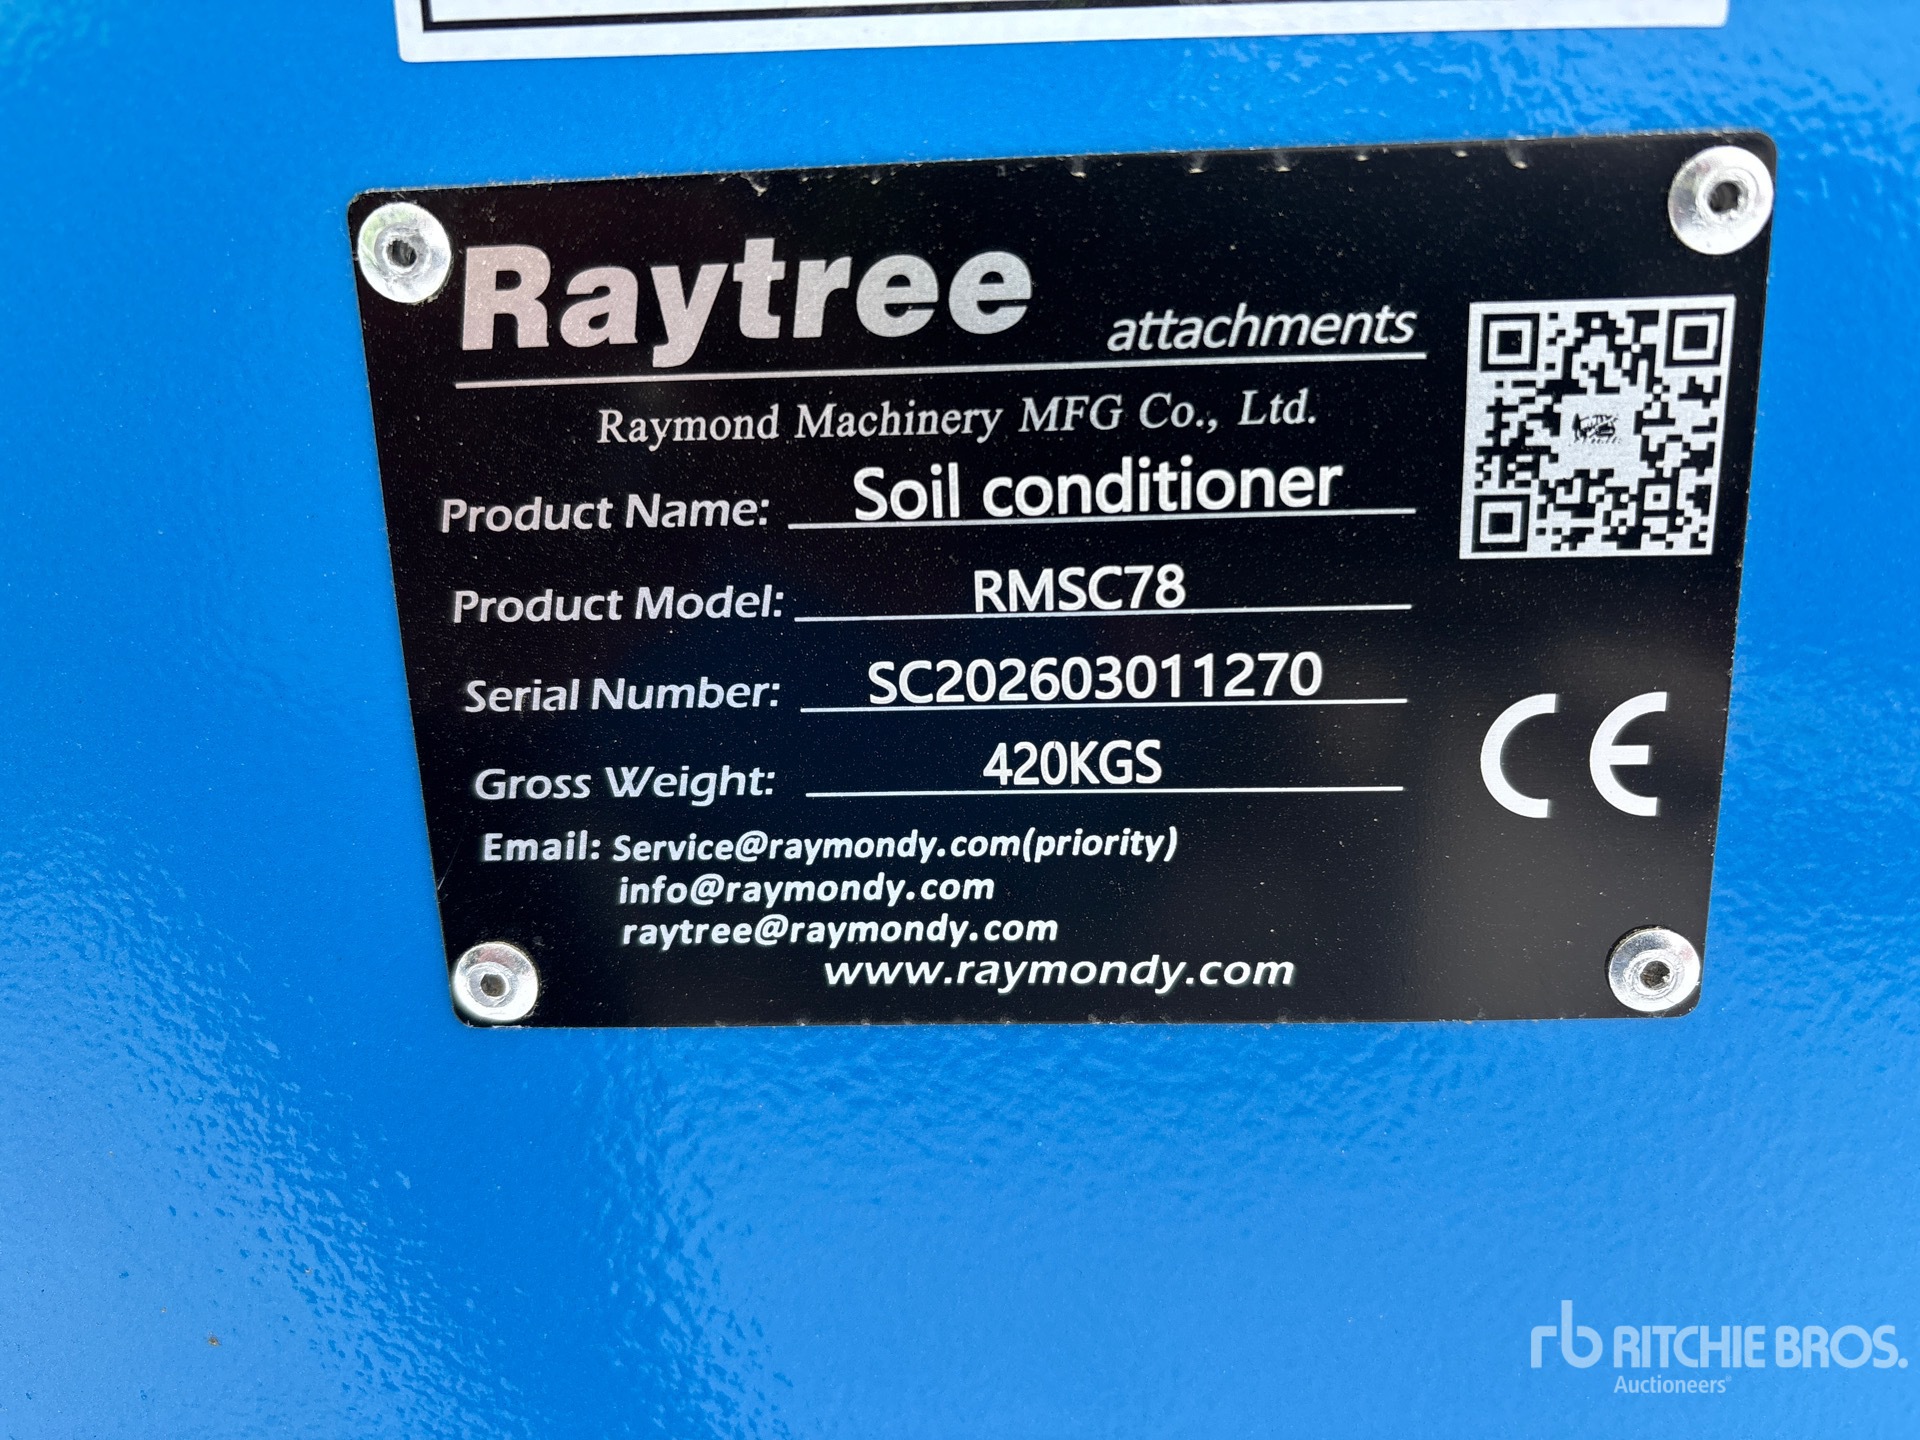 Raytree attachments
Raymond Machinery MFG Co., Ltd.
Product Name: Soil conditioner
Product Model: RMSC78
Serial Number: SC202603011270
Gross Weight: 420KGS
CE
Email: Service@raymondy.com(priority)
info@raymondy.com
raytree@raymondy.com
www.raymondy.com
rb RITCHIE BROS.
Auctioneers